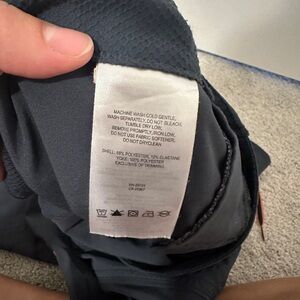 MACHINE WASH COLD GENTLE,
WASH SEPARATELY, DO NOT BLEACH,
TUMBLE DRY LOW,
REMOVE PROMPTLY, IRON LOW,
DO NOT USE FABRIC SOFTENER,
DO NOT DRYCLEAN
SHELL: 88% POLYESTER, 12% ELASTANE
YOKE: 100% POLYESTER
EXCLUSIVE OF TRIMMING